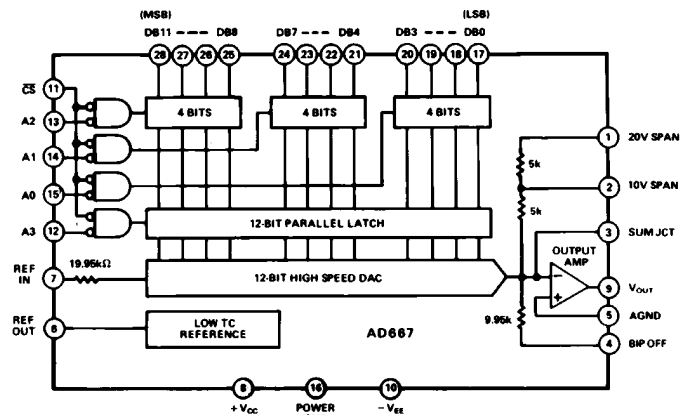 (MSB) (LSB)
DB11 DB8 DB7 DB4 DB3 DB0
28 27 26 25 24 23 22 21 20 19 18 17
CS 11
A2 13
A1 14
A0 15
A3 12
4 BITS 4 BITS 4 BITS
1 20V SPAN
5k
2 10V SPAN
5k
3 SUM JCT
12-BIT PARALLEL LATCH
OUTPUT
AMP
REF
IN
7
19.95kΩ
12-BIT HIGH SPEED DAC
9 VOUT
5 AGND
9.95k
4 BIP OFF
REF
OUT
6
LOW TC
REFERENCE
AD667
8 16 10
+VCC POWER -VEE